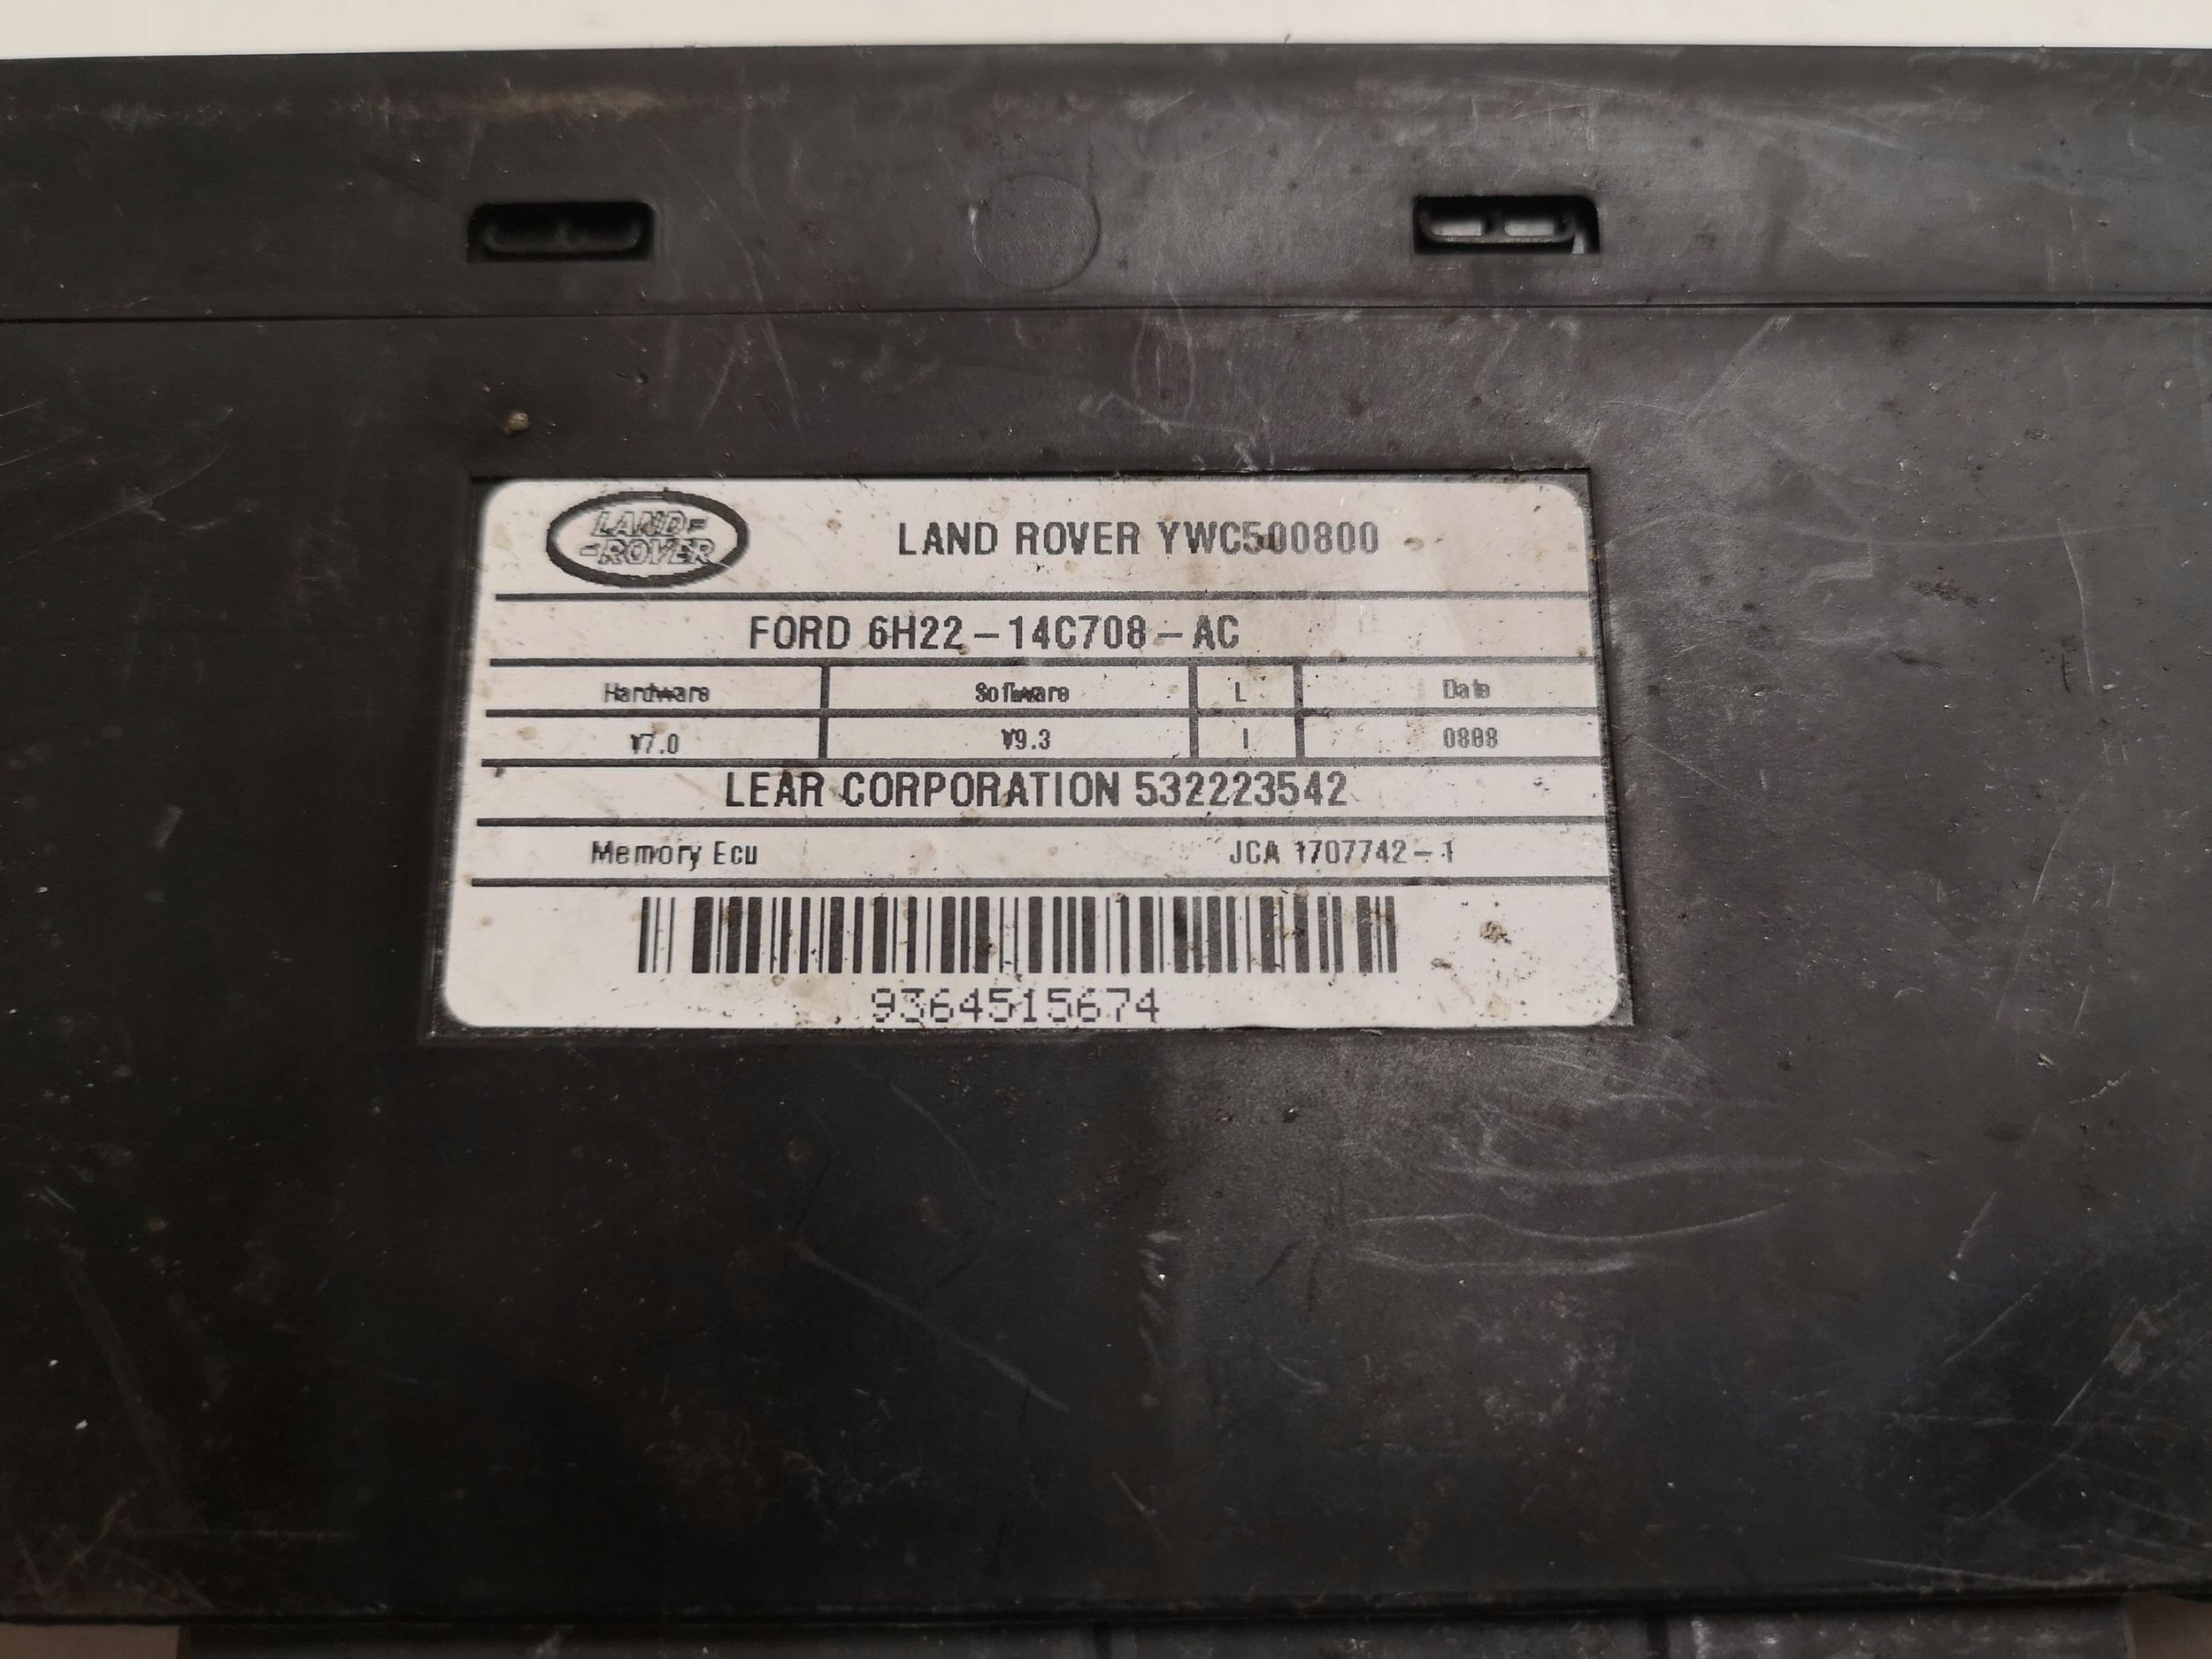 LAND-
-ROVER
LAND ROVER YWC500800
FORD 6H22-14C708-AC
Hardware Software L Date
V7.0 V9.3 I 0808
LEAR CORPORATION 532223542
Memory Ecu JCA 1707742-1
9364515674